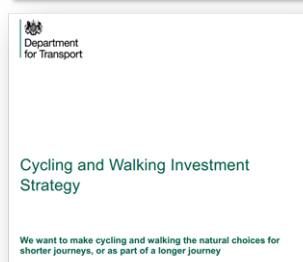 Department
for Transport
Cycling and Walking Investment
Strategy
We want to make cycling and walking the natural choices for
shorter journeys, or as part of a longer journey